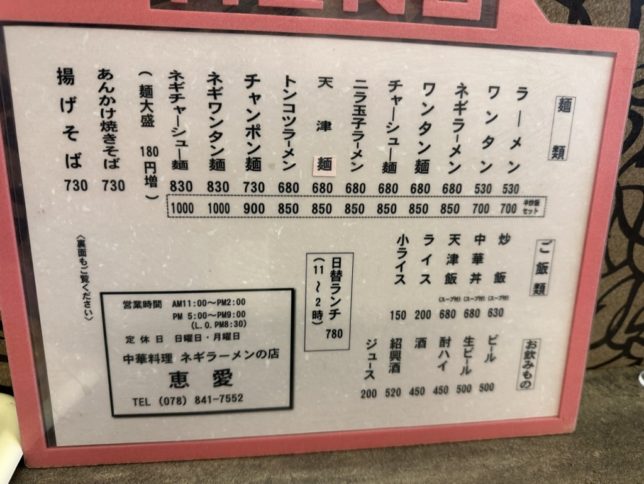 MENU
麺類
半炒飯セット
ラーメン 530 700
ワンタン 530 700
ネギラーメン 680 850
ワンタン麺 680 850
チャーシュー麺 680 850
ニラ玉子ラーメン 680 850
天津麺 680 850
トンコツラーメン 680 850
チャンポン麺 730 900
ネギワンタン麺 830 1000
ネギチャーシュー麺 830 1000
(麺大盛 180円増)
あんかけ焼きそば 730
揚げそば 730
ご飯類
炒飯 (スープ付) 630
中華丼 (スープ付) 680
天津飯 (スープ付) 680
ライス 200
小ライス 150
日替ランチ
(11~2時) 780
お飲みもの
ビール 500
生ビール 500
酎ハイ 450
酒 450
紹興酒 520
ジュース 200
〈裏面もご覧ください〉
営業時間 AM11:00~PM2:00
PM 5:00~PM9:00
(L.O.PM8:30)
定休日 日曜日・月曜日
中華料理 ネギラーメンの店
恵愛
TEL (078) 841-7552